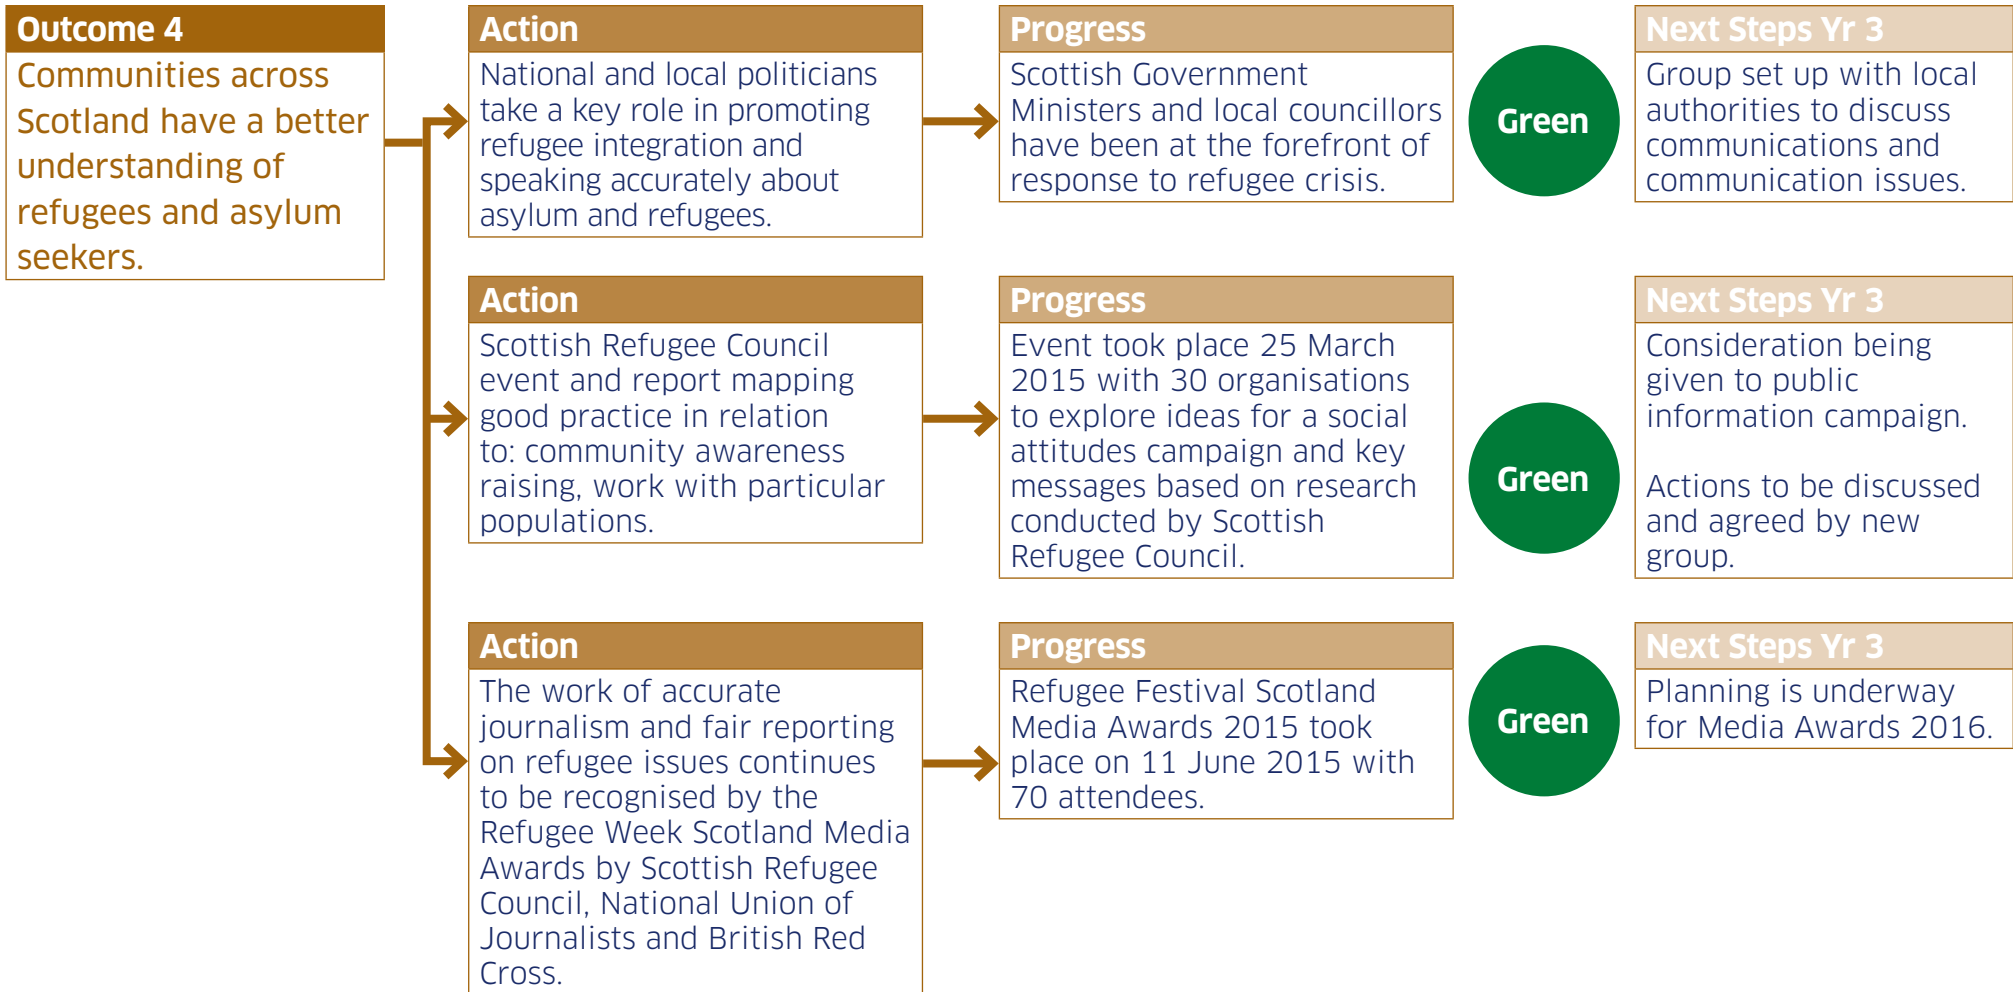 Outcome 4
Communities across
Scotland have a better
understanding of
refugees and asylum
seekers.
Action
National and local politicians
take a key role in promoting
refugee integration and
speaking accurately about
asylum and refugees.
Progress
Scottish Government
Ministers and local councillors
have been at the forefront of
response to refugee crisis.
Green
Next Steps Yr 3
Group set up with local
authorities to discuss
communications and
communication issues.
Action
Scottish Refugee Council
event and report mapping
good practice in relation
to: community awareness
raising, work with particular
populations.
Progress
Event took place 25 March
2015 with 30 organisations
to explore ideas for a social
attitudes campaign and key
messages based on research
conducted by Scottish
Refugee Council.
Green
Next Steps Yr 3
Consideration being
given to public
information campaign.
Actions to be discussed
and agreed by new
group.
Action
The work of accurate
journalism and fair reporting
on refugee issues continues
to be recognised by the
Refugee Week Scotland Media
Awards by Scottish Refugee
Council, National Union of
Journalists and British Red
Cross.
Progress
Refugee Festival Scotland
Media Awards 2015 took
place on 11 June 2015 with
70 attendees.
Green
Next Steps Yr 3
Planning is underway
for Media Awards 2016.